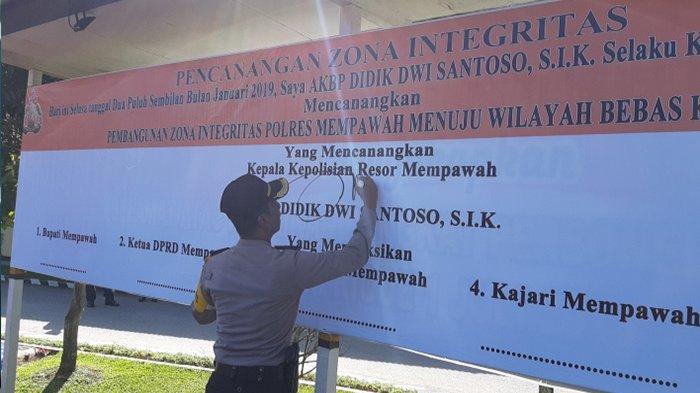 PENCANANGAN ZONA INTEGRITAS
Hari ini Selasa tanggal Dua Puluh Sembilan Bulan Januari 2019, Saya AKBP DIDIK DWI SANTOSO, S.I.K. Selaku K
Mencanangkan
PEMBANGUNAN ZONA INTEGRITAS POLRES MEMPAWAH MENUJU WILAYAH BEBAS K
Yang Mencanangkan
Kepala Kepolisian Resor Mempawah
DIDIK DWI SANTOSO, S.I.K.
Yang Menyaksikan
1. Bupati Mempawah
2. Ketua DPRD Mempa
Mempawah
4. Kajari Mempawah